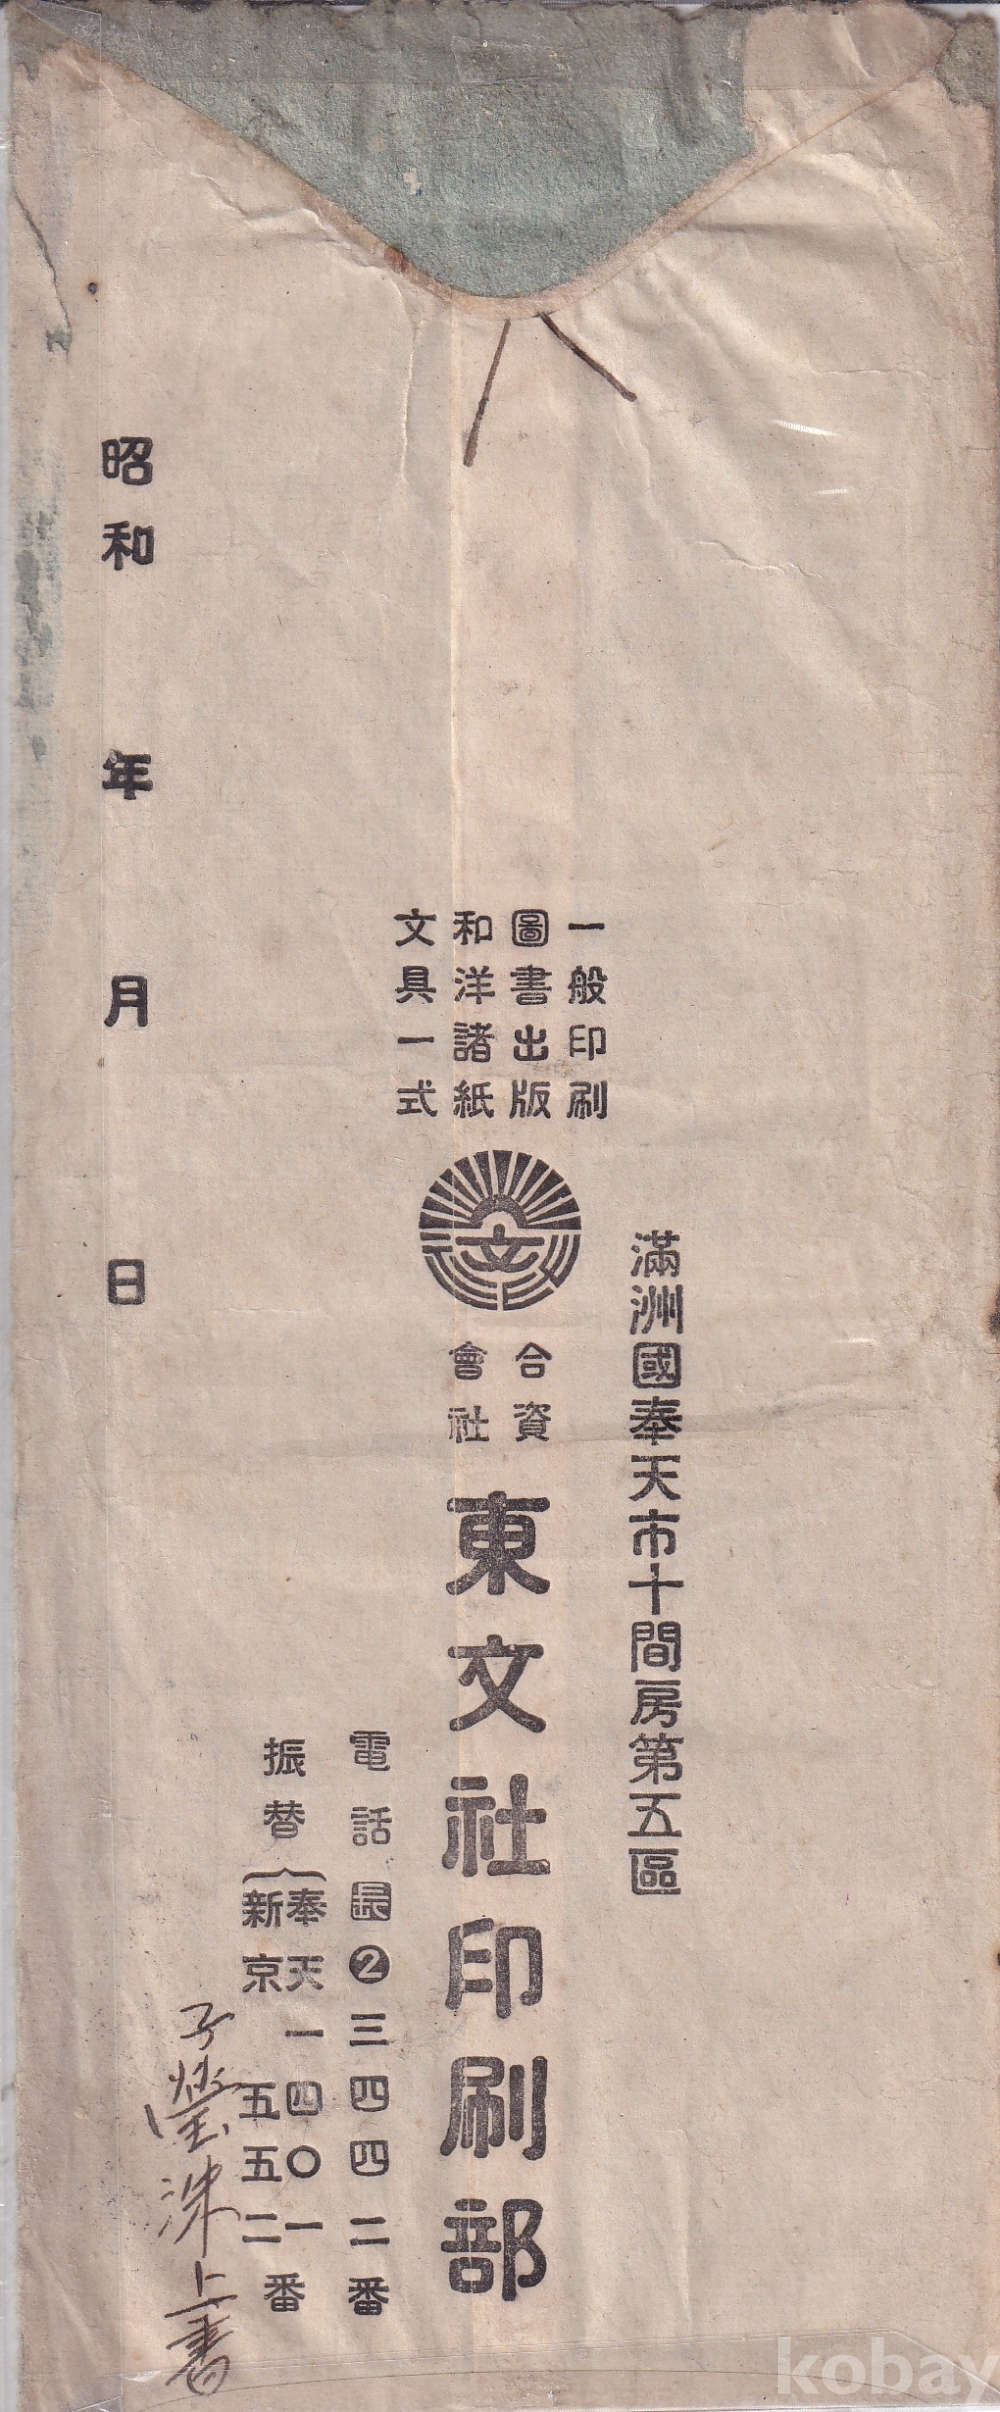 滿洲國奉天市十間房第五區
一般印刷
圖書出版
和洋諸紙
文具一式
合資
會社
東文社印刷部
電話長2三四四二番
振替
奉天一四〇一
新京五五二
番
子瑩洙上書
昭和 年 月 日
kobay